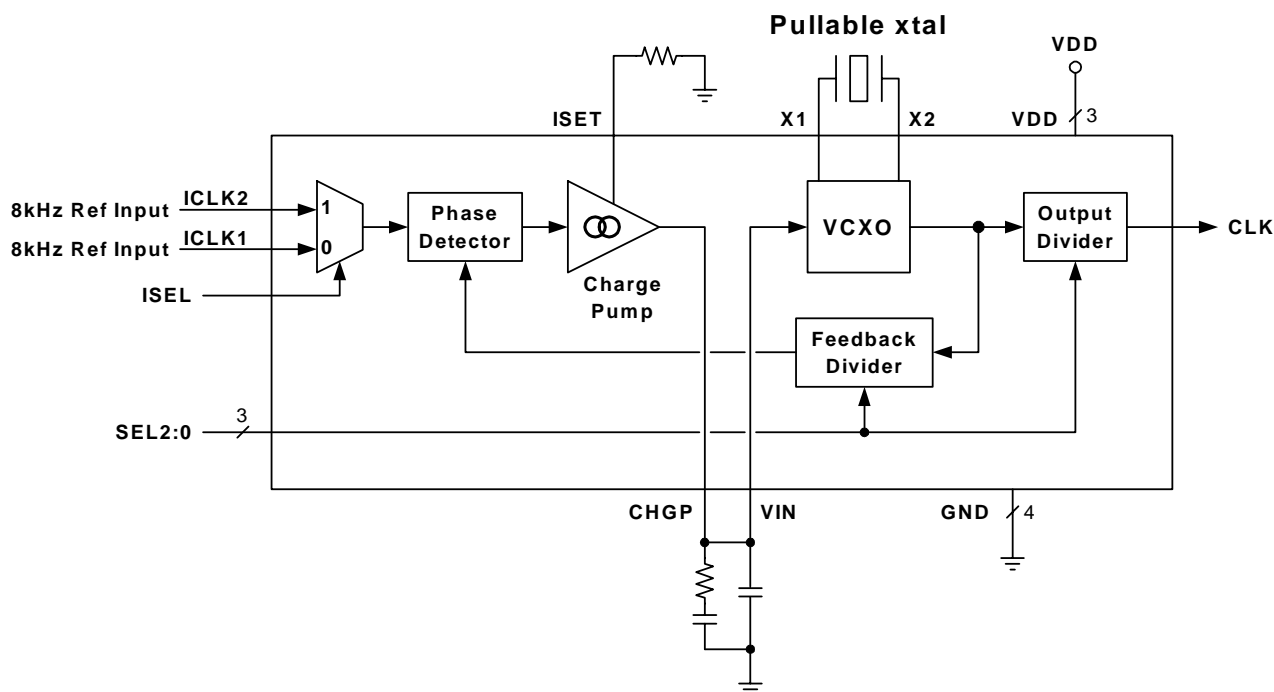 Pullable xtal
VDD
ISET
X1
X2
VDD
3
8kHz Ref Input
ICLK2
1
8kHz Ref Input
ICLK1
0
Phase
Detector
Charge
Pump
VCXO
Output
Divider
CLK
ISEL
Feedback
Divider
SEL2:0
3
CHGP
VIN
GND
4